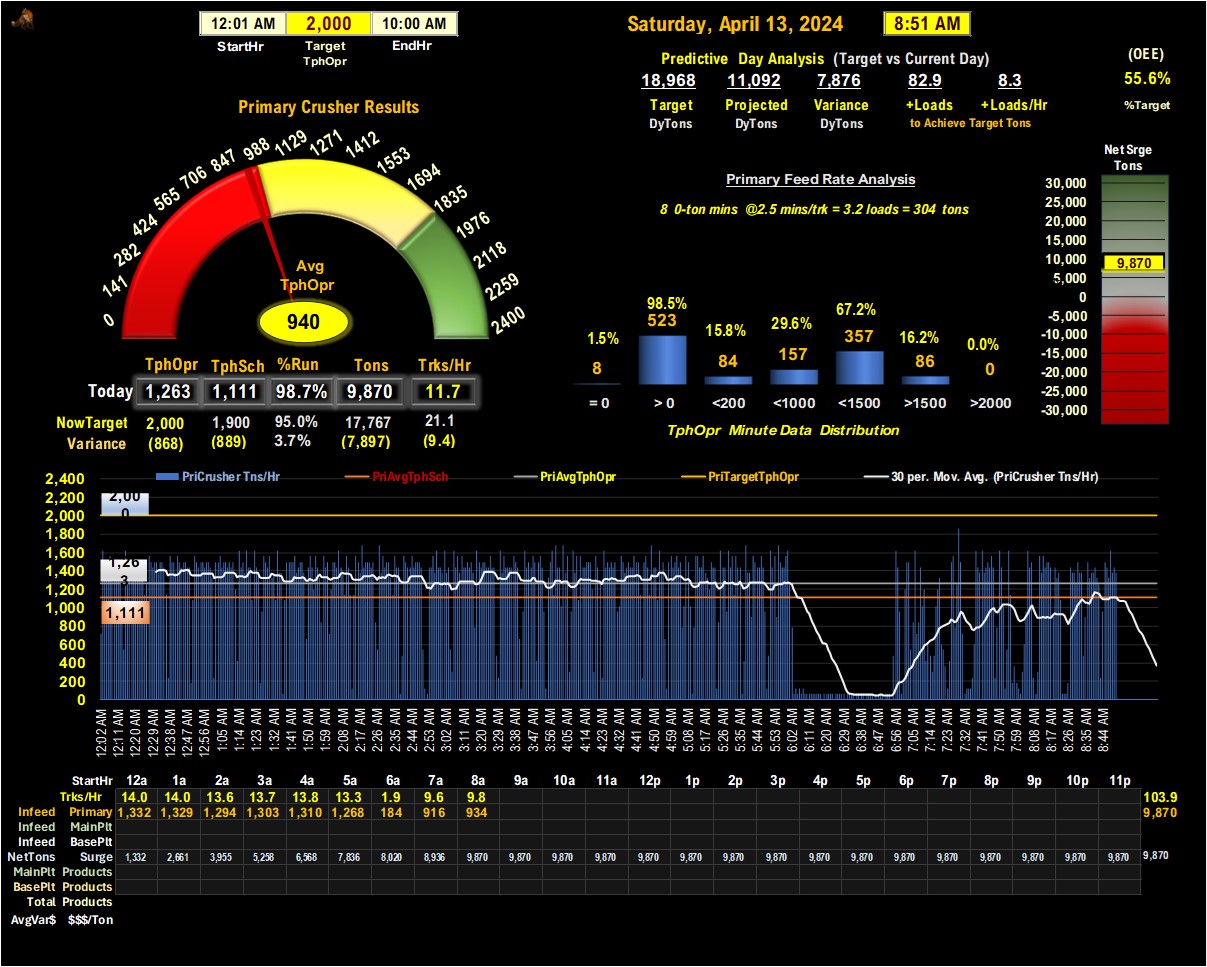 12:01 AM 2,000 10:00 AM
StartHr Target TphOpr EndHr
Saturday, April 13, 2024 8:51 AM
Predictive Day Analysis (Target vs Current Day)
18,968 11,092 7,876 82.9 8.3
Target Projected Variance +Loads +Loads/Hr
DyTons DyTons DyTons to Achieve Target Tons
(OEE)
55.6%
%Target
Primary Crusher Results
0 141 282 424 565 706 847 988 1129 1271 1412 1553 1694 1835 1976 2118 2259 2400
Avg
TphOpr
940
TphOpr TphSch %Run Tons Trks/Hr
Today 1,263 1,111 98.7% 9,870 11.7
NowTarget 2,000 1,900 95.0% 17,767 21.1
Variance (868) (889) 3.7% (7,897) (9.4)
Primary Feed Rate Analysis
8 0-ton mins @2.5 mins/trk = 3.2 loads = 304 tons
1.5% 98.5% 15.8% 29.6% 67.2% 16.2% 0.0%
8 523 84 157 357 86 0
= 0 > 0 <200 <1000 <1500 >1500 >2000
TphOpr Minute Data Distribution
Net Srge
Tons
30,000
25,000
20,000
15,000
10,000
9,870
5,000
0
-5,000
-10,000
-15,000
-20,000
-25,000
-30,000
PriCrusher Tns/Hr PriAvgTphSch PriAvgTphOpr PriTargetTphOpr 30 per. Mov. Avg. (PriCrusher Tns/Hr)
2,400
2,200
2,000
1,800
1,600
1,400
1,200
1,000
800
600
400
200
0
2,00
0
1,26
3
1,111
12:02 AM 12:11 AM 12:20 AM 12:29 AM 12:38 AM 12:47 AM 12:56 AM 1:05 AM 1:14 AM 1:23 AM 1:32 AM 1:41 AM 1:50 AM 1:59 AM 2:08 AM 2:17 AM 2:26 AM 2:35 AM 2:44 AM 2:53 AM 3:02 AM 3:11 AM 3:20 AM 3:29 AM 3:38 AM 3:47 AM 3:56 AM 4:05 AM 4:14 AM 4:23 AM 4:32 AM 4:41 AM 4:50 AM 4:59 AM 5:08 AM 5:17 AM 5:26 AM 5:35 AM 5:44 AM 5:53 AM 6:02 AM 6:11 AM 6:20 AM 6:29 AM 6:38 AM 6:47 AM 6:56 AM 7:05 AM 7:14 AM 7:23 AM 7:32 AM 7:41 AM 7:50 AM 7:59 AM 8:08 AM 8:17 AM 8:26 AM 8:35 AM 8:44 AM
StartHr 12a 1a 2a 3a 4a 5a 6a 7a 8a 9a 10a 11a 12p 1p 2p 3p 4p 5p 6p 7p 8p 9p 10p 11p
Trks/Hr 14.0 14.0 13.6 13.7 13.8 13.3 1.9 9.6 9.8 103.9
Infeed Primary 1,332 1,329 1,294 1,303 1,310 1,268 184 916 934 9,870
Infeed MainPlt
Infeed BasePlt
NetTons Surge 1,332 2,661 3,955 5,258 6,568 7,836 8,020 8,936 9,870 9,870 9,870 9,870 9,870 9,870 9,870 9,870 9,870 9,870 9,870 9,870 9,870 9,870 9,870 9,870 9,870
MainPlt Products
BasePlt Products
Total Products
AvgVar$ $$$/Ton